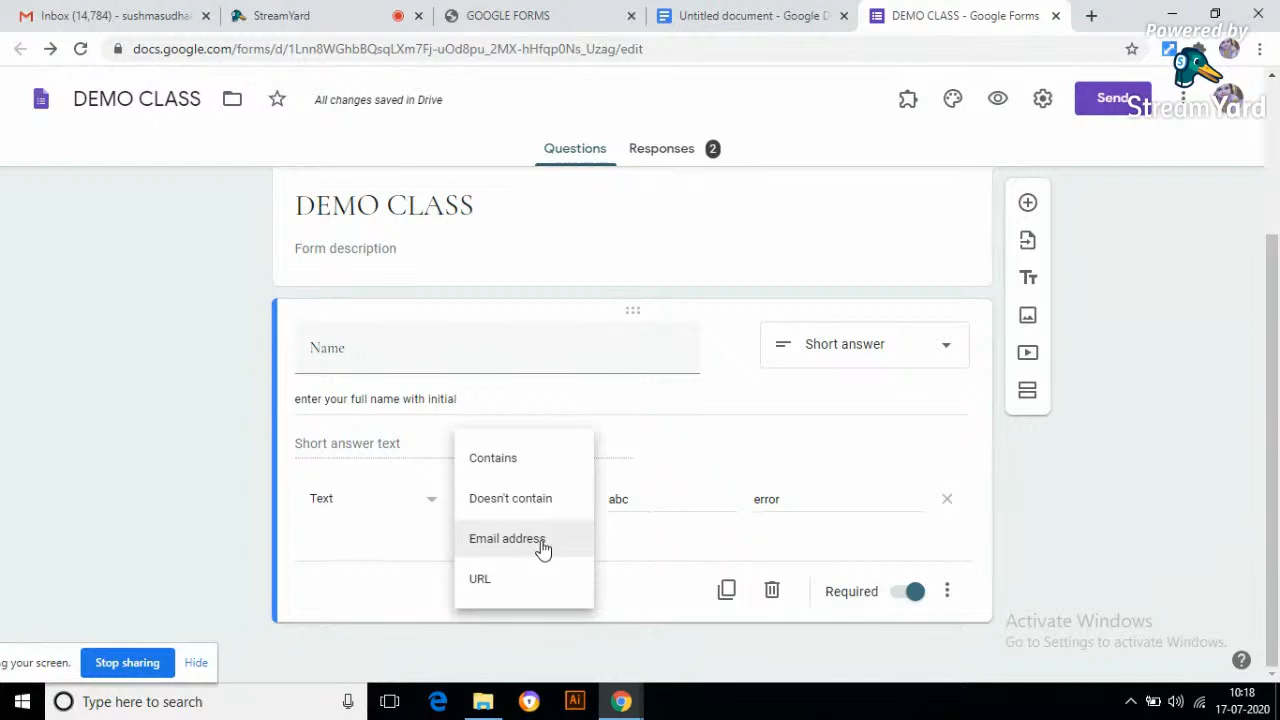 Inbox (14,784) - sushmasudha
StreamYard
GOOGLE FORMS
Untitled document - Google D
DEMO CLASS - Google Forms
docs.google.com/forms/d/1Lnn8WGhbBQsqLXm7Fj-uOd8pu_2MX-hHfqp0Ns_Uzag/edit
Powered by
StreamYard
DEMO CLASS
All changes saved in Drive
Send
Questions
Responses 2
DEMO CLASS
Form description
Name
Short answer
enter your full name with initial
Short answer text
Contains
Text
Doesn't contain
abc
error
Email address
URL
Required
Activate Windows
Go to Settings to activate Windows.
ng your screen.
Stop sharing
Hide
Type here to search
10:18
17-07-2020